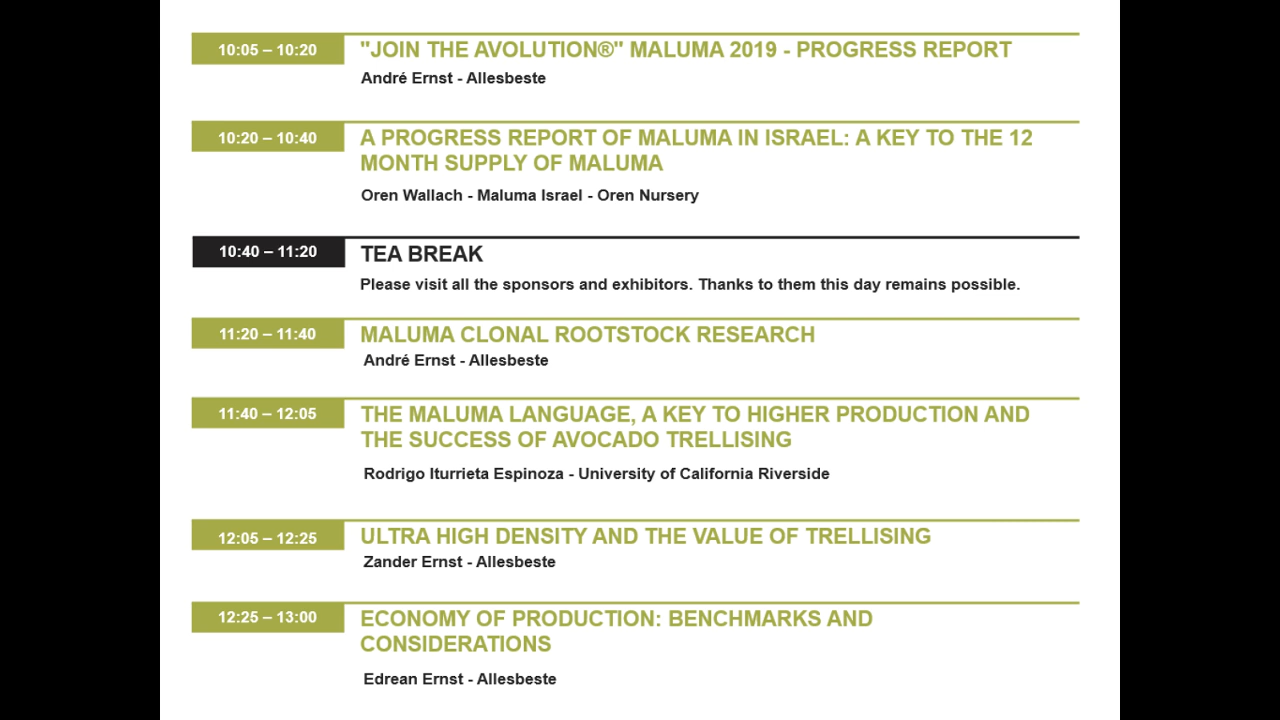 10:05 – 10:20
"JOIN THE AVOLUTION®" MALUMA 2019 - PROGRESS REPORT
André Ernst - Allesbeste
10:20 – 10:40
A PROGRESS REPORT OF MALUMA IN ISRAEL: A KEY TO THE 12
MONTH SUPPLY OF MALUMA
Oren Wallach - Maluma Israel - Oren Nursery
10:40 – 11:20
TEA BREAK
Please visit all the sponsors and exhibitors. Thanks to them this day remains possible.
11:20 – 11:40
MALUMA CLONAL ROOTSTOCK RESEARCH
André Ernst - Allesbeste
11:40 – 12:05
THE MALUMA LANGUAGE, A KEY TO HIGHER PRODUCTION AND
THE SUCCESS OF AVOCADO TRELLISING
Rodrigo Iturrieta Espinoza - University of California Riverside
12:05 – 12:25
ULTRA HIGH DENSITY AND THE VALUE OF TRELLISING
Zander Ernst - Allesbeste
12:25 – 13:00
ECONOMY OF PRODUCTION: BENCHMARKS AND
CONSIDERATIONS
Edrean Ernst - Allesbeste